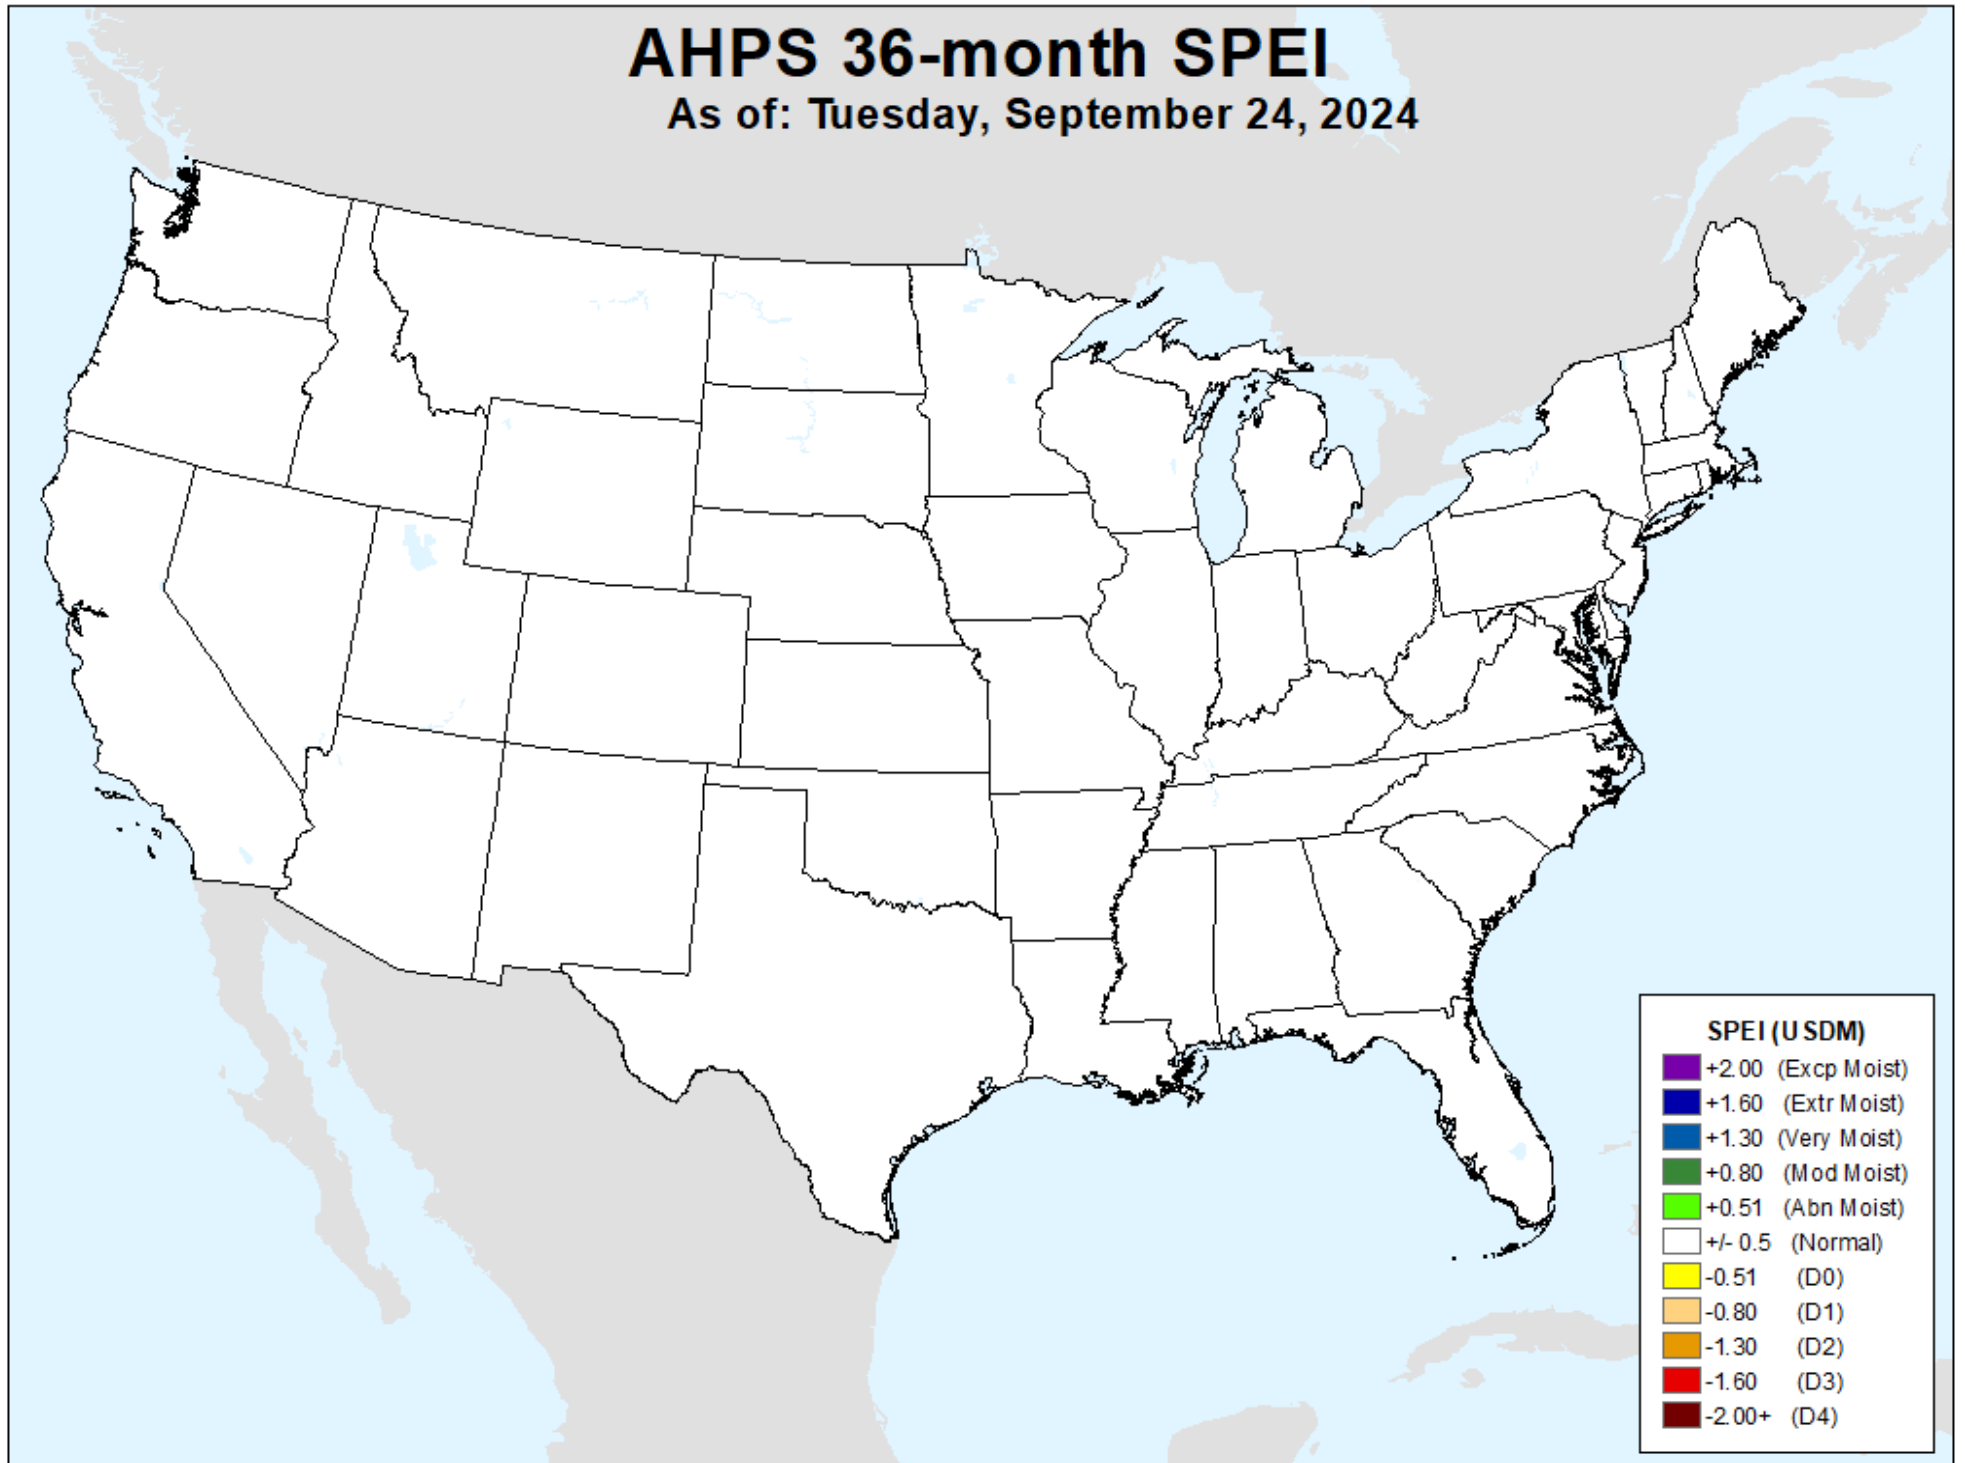 AHPS 36-month SPEI
As of: Tuesday, September 24, 2024
SPEI (USDM)
+2.00 (Excp Moist)
+1.60 (Extr Moist)
+1.30 (Very Moist)
+0.80 (Mod Moist)
+0.51 (Abn Moist)
+/- 0.5 (Normal)
-0.51 (D0)
-0.80 (D1)
-1.30 (D2)
-1.60 (D3)
-2.00+ (D4)